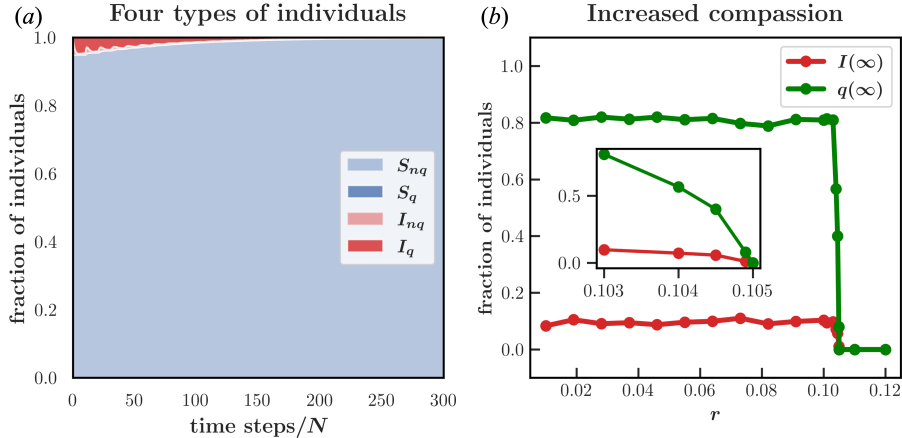 (a) Four types of individuals
1.0
0.8
0.6
0.4
0.2
0.0
fraction of individuals
S_nq
S_q
I_nq
I_q
0 50 100 150 200 250 300
time steps/N
(b) Increased compassion
1.0
0.8
0.6
0.4
0.2
0.0
fraction of individuals
I(∞)
q(∞)
0.5
0.0
0.103 0.104 0.105
0.02 0.04 0.06 0.08 0.10 0.12
r